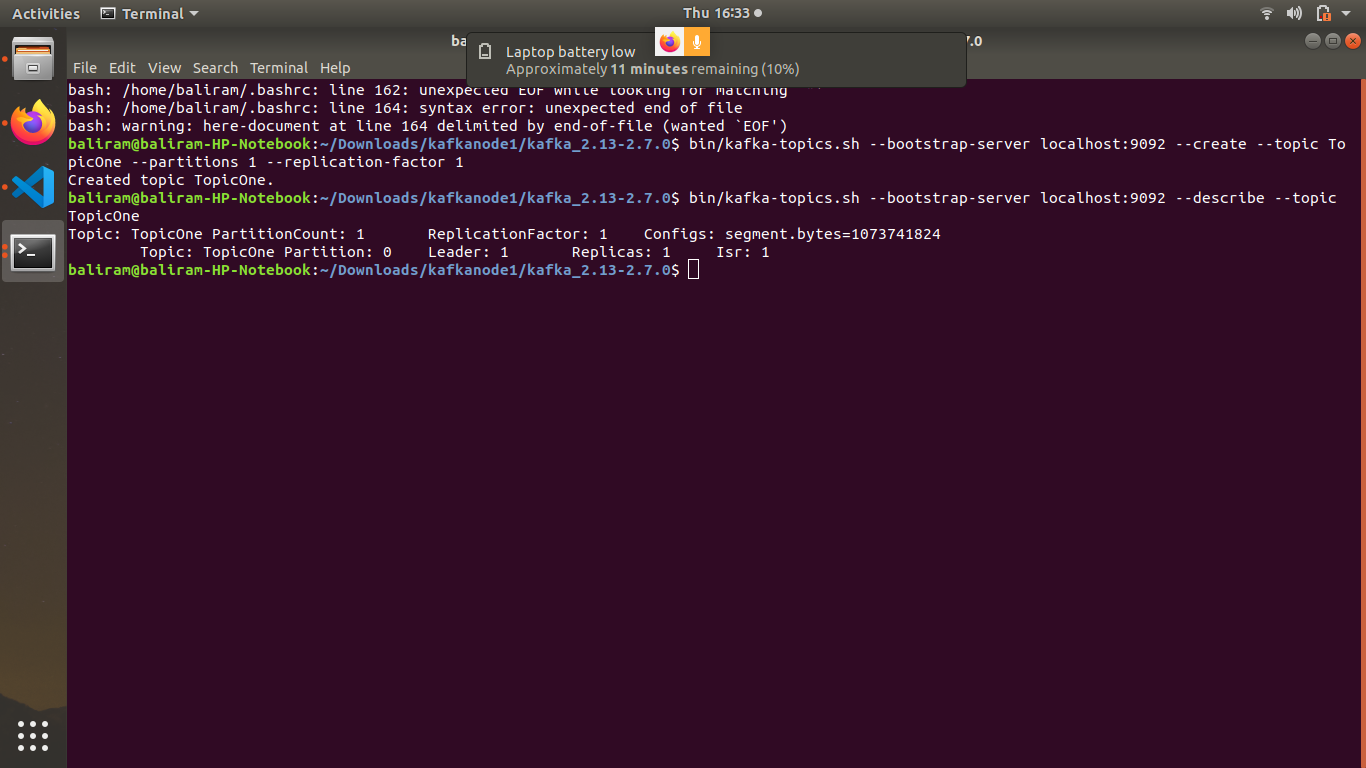 Activities Terminal Thu 16:33
ba 7.0
Laptop battery low
Approximately 11 minutes remaining (10%)
File Edit View Search Terminal Help
bash: /home/baliram/.bashrc: line 162: unexpected EOF while looking for matching
bash: /home/baliram/.bashrc: line 164: syntax error: unexpected end of file
bash: warning: here-document at line 164 delimited by end-of-file (wanted `EOF')
baliram@baliram-HP-Notebook:~/Downloads/kafkanode1/kafka_2.13-2.7.0$ bin/kafka-topics.sh --bootstrap-server localhost:9092 --create --topic To
picOne --partitions 1 --replication-factor 1
Created topic TopicOne.
baliram@baliram-HP-Notebook:~/Downloads/kafkanode1/kafka_2.13-2.7.0$ bin/kafka-topics.sh --bootstrap-server localhost:9092 --describe --topic
TopicOne
Topic: TopicOne PartitionCount: 1 ReplicationFactor: 1 Configs: segment.bytes=1073741824
Topic: TopicOne Partition: 0 Leader: 1 Replicas: 1 Isr: 1
baliram@baliram-HP-Notebook:~/Downloads/kafkanode1/kafka_2.13-2.7.0$